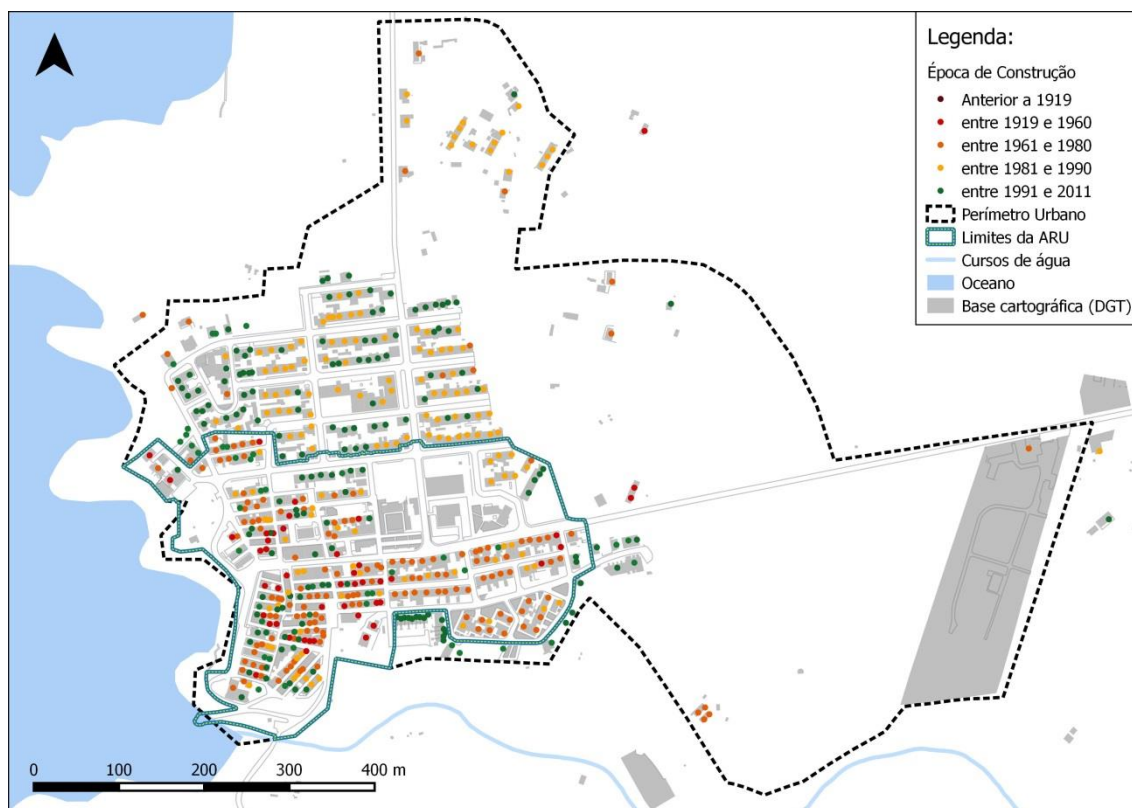 Legenda:
Época de Construção
Anterior a 1919
entre 1919 e 1960
entre 1961 e 1980
entre 1981 e 1990
entre 1991 e 2011
Perímetro Urbano
Limites da ARU
Cursos de água
Oceano
Base cartográfica (DGT)
0 100 200 300 400 m